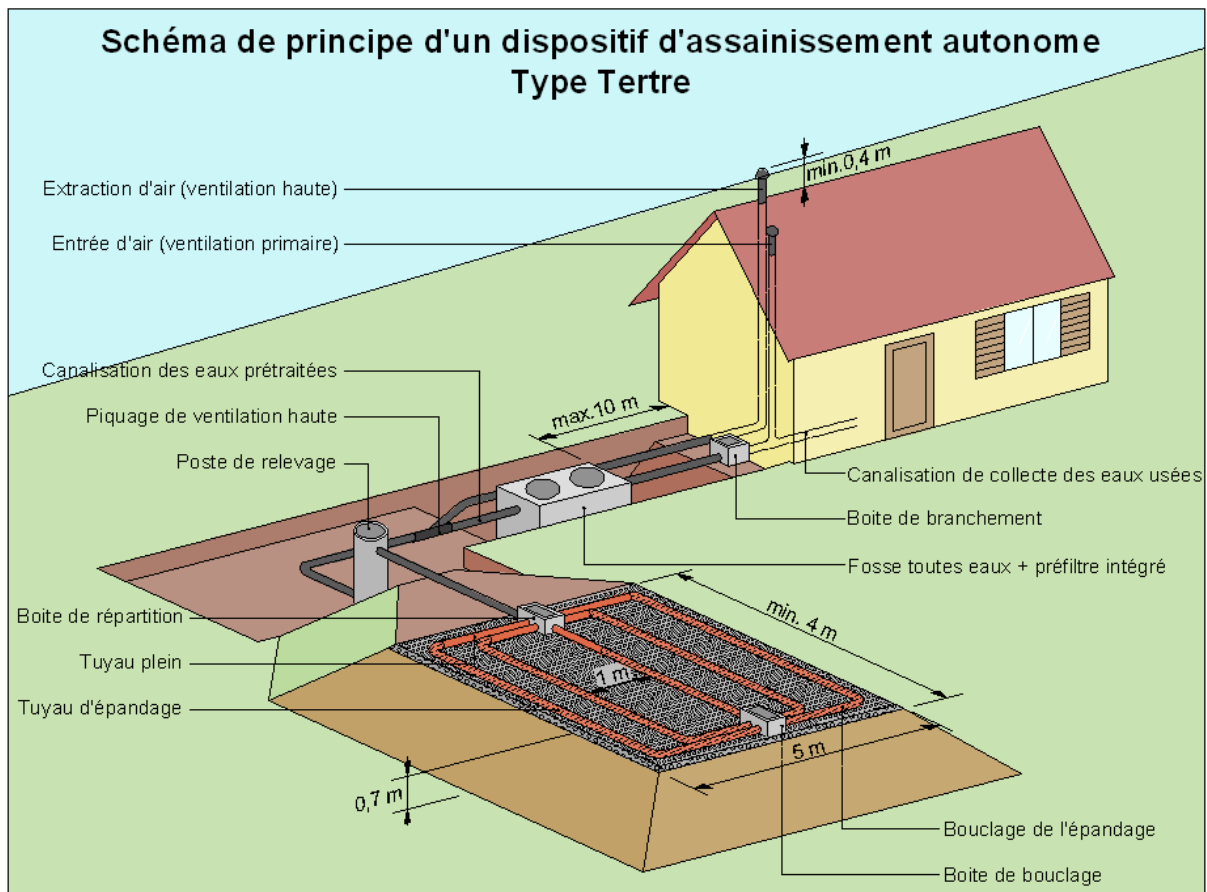 Schéma de principe d'un dispositif d'assainissement autonome
Type Tertre
min.0,4 m
Extraction d'air (ventilation haute)
Entrée d'air (ventilation primaire)
Canalisation des eaux prétraitées
Piquage de ventilation haute
max.10 m
Poste de relevage
Canalisation de collecte des eaux usées
Boite de branchement
Fosse toutes eaux + préfiltre intégré
Boite de répartition
min. 4 m
Tuyau plein
1 m
Tuyau d'épandage
5 m
0,7 m
Bouclage de l'épandage
Boite de bouclage